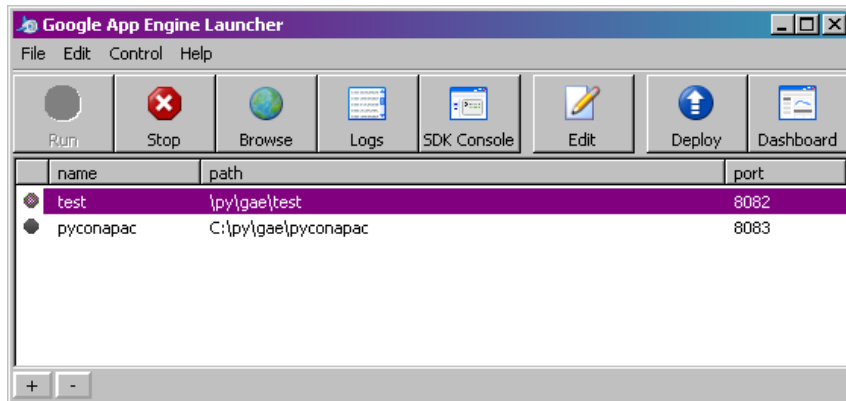 Google App Engine Launcher
File Edit Control Help
Run Stop Browse Logs SDK Console Edit Deploy Dashboard
name path port
test \py\gae\test 8082
pyconapac C:\py\gae\pyconapac 8083
+ -